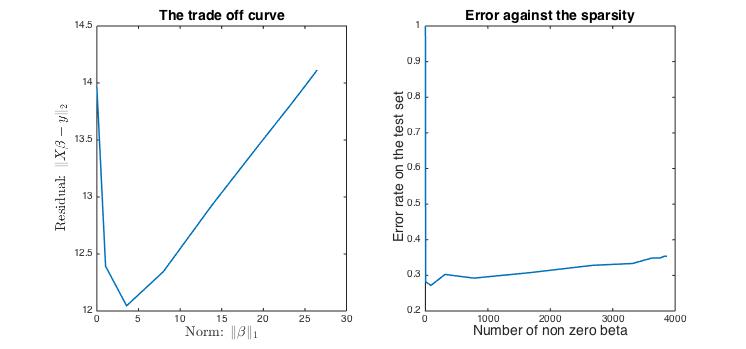 The trade off curve
14.5
14
13.5
13
12.5
12
Residual: ‖Xβ − y‖₂
0 5 10 15 20 25 30
Norm: ‖β‖₁
Error against the sparsity
1
0.9
0.8
0.7
0.6
0.5
0.4
0.3
0.2
Error rate on the test set
0 1000 2000 3000 4000
Number of non zero beta